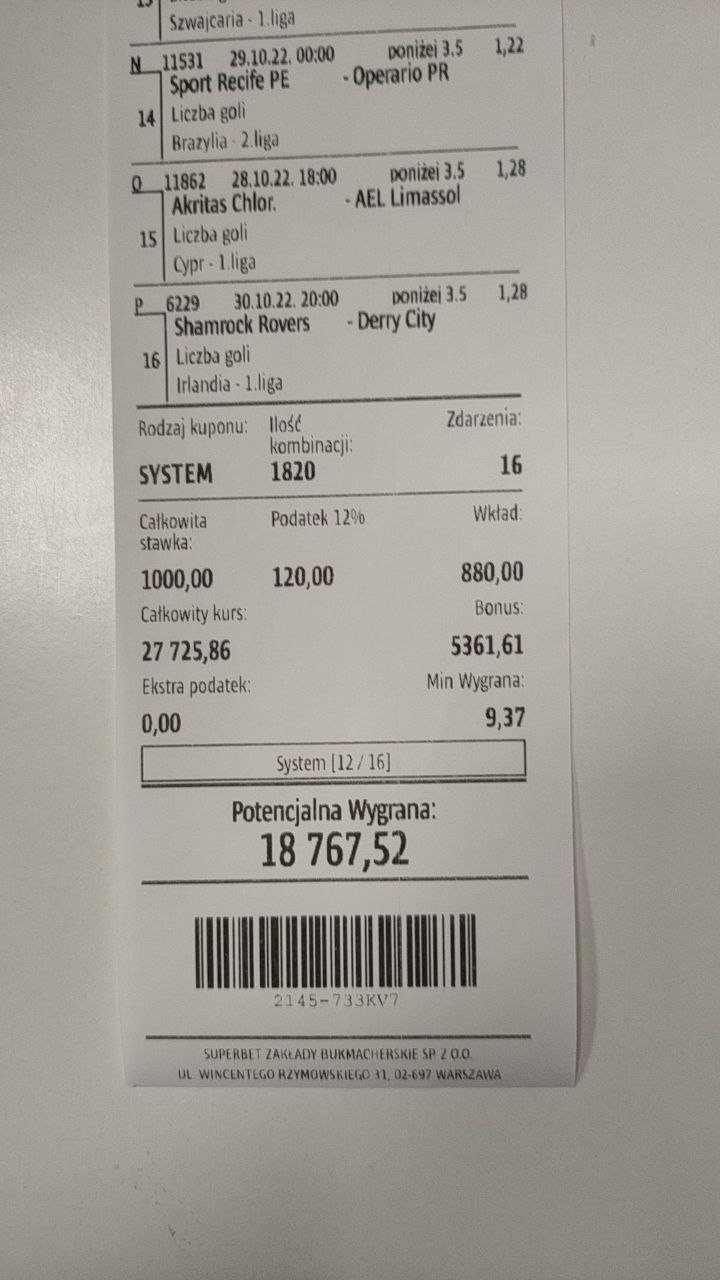 Szwajcaria - 1.liga
N 11531 29.10.22. 00:00 poniżej 3.5 1,22
Sport Recife PE - Operario PR
14 Liczba goli
Brazylia - 2.liga
O 11862 28.10.22. 18:00 poniżej 3.5 1,28
Akritas Chlor. - AEL Limassol
15 Liczba goli
Cypr - 1.liga
P 6229 30.10.22. 20:00 poniżej 3.5 1,28
Shamrock Rovers - Derry City
16 Liczba goli
Irlandia - 1.liga
Rodzaj kuponu: Ilość kombinacji: Zdarzenia:
SYSTEM 1820 16
Całkowita stawka: Podatek 12% Wkład:
1000,00 120,00 880,00
Całkowity kurs: Bonus:
27 725,86 5361,61
Ekstra podatek: Min Wygrana:
0,00 9,37
System [12 / 16]
Potencjalna Wygrana:
18 767,52
2145-733KV7
SUPERBET ZAKŁADY BUKMACHERSKIE SP Z O.O.
UL. WINCENTEGO RZYMOWSKIEGO 31, 02-697 WARSZAWA